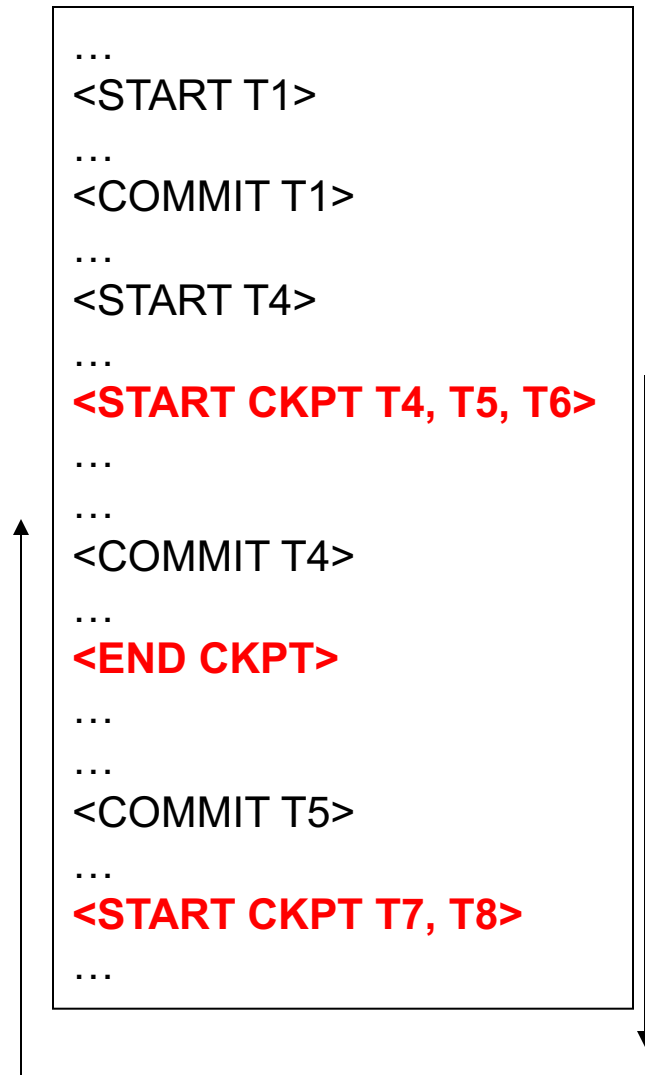 …
<START T1>
…
<COMMIT T1>
…
<START T4>
…
<START CKPT T4, T5, T6>
…
…
<COMMIT T4>
…
<END CKPT>
…
…
<COMMIT T5>
…
<START CKPT T7, T8>
…